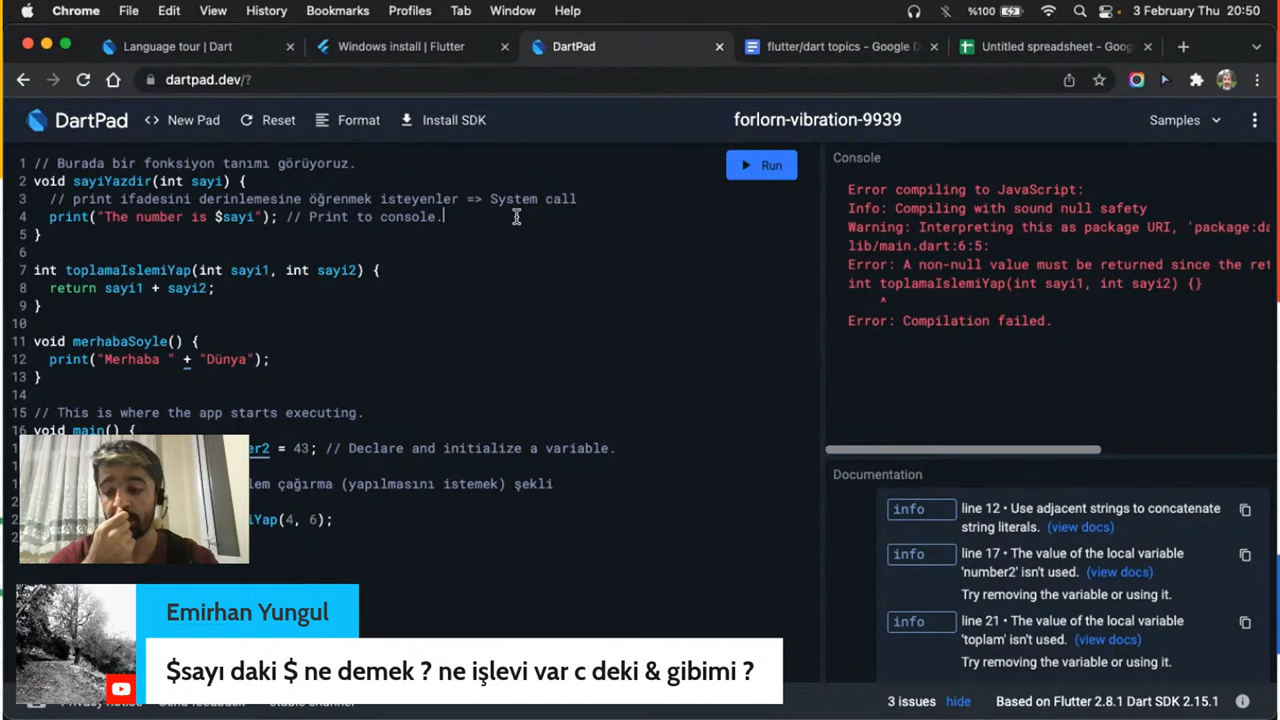 Chrome File Edit View History Bookmarks Profiles Tab Window Help %100 3 February Thu 20:50
Language tour | Dart Windows install | Flutter DartPad flutter/dart topics - Google D Untitled spreadsheet - Goog
dartpad.dev/?
DartPad <> New Pad Reset Format Install SDK forlorn-vibration-9939 Samples
1 // Burada bir fonksiyon tanımı görüyoruz.
2 void sayiYazdir(int sayi) {
3 // print ifadesini derinlemesine öğrenmek isteyenler => System call
4 print("The number is $sayi"); // Print to console.
5 }
6
7 int toplamaIslemiYap(int sayi1, int sayi2) {
8 return sayi1 + sayi2;
9 }
10
11 void merhabaSoyle() {
12 print("Merhaba " + "Dünya");
13 }
14
15 // This is where the app starts executing.
16 void main() {
er2 = 43; // Declare and initialize a variable.
lem çağırma (yapılmasını istemek) şekli
Yap(4, 6);
Run
Console
Error compiling to JavaScript:
Info: Compiling with sound null safety
Warning: Interpreting this as package URI, 'package:da
lib/main.dart:6:5:
Error: A non-null value must be returned since the ret
int toplamaIslemiYap(int sayi1, int sayi2) {}
^
Error: Compilation failed.
Documentation
info line 12 • Use adjacent strings to concatenate
string literals. (view docs)
info line 17 • The value of the local variable
'number2' isn't used. (view docs)
Try removing the variable or using it.
info line 21 • The value of the local variable
'toplam' isn't used. (view docs)
Try removing the variable or using it.
Emirhan Yungul
$sayı daki $ ne demek ? ne işlevi var c deki & gibimi ?
3 issues hide Based on Flutter 2.8.1 Dart SDK 2.15.1